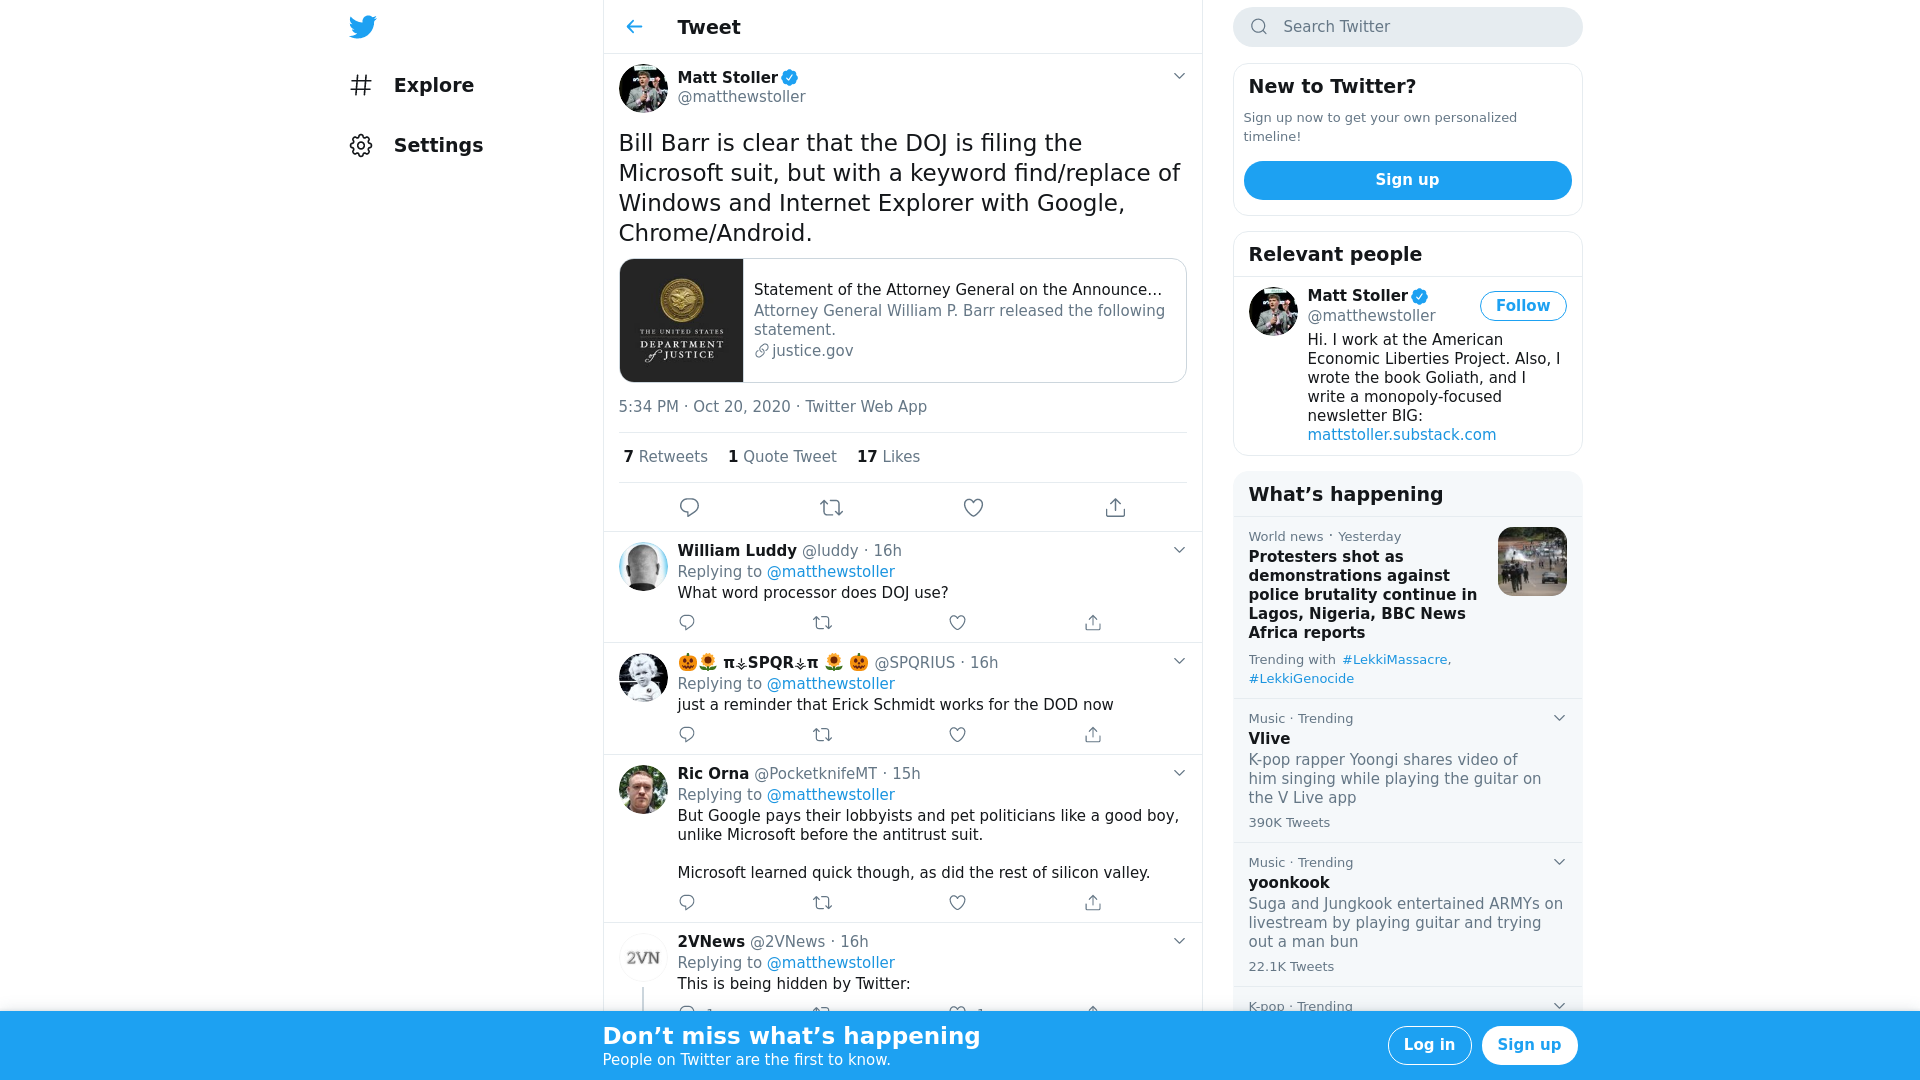 Explore
Settings
Tweet
Matt Stoller
@matthewstoller
Bill Barr is clear that the DOJ is filing the
Microsoft suit, but with a keyword find/replace of
Windows and Internet Explorer with Google,
Chrome/Android.
THE UNITED STATES
DEPARTMENT
of JUSTICE
Statement of the Attorney General on the Announce...
Attorney General William P. Barr released the following
statement.
justice.gov
5:34 PM · Oct 20, 2020 · Twitter Web App
7 Retweets 1 Quote Tweet 17 Likes
William Luddy @luddy · 16h
Replying to @matthewstoller
What word processor does DOJ use?
🎃🌻 π⚶SPQR⚶π 🌻 🎃 @SPQRIUS · 16h
Replying to @matthewstoller
just a reminder that Erick Schmidt works for the DOD now
Ric Orna @PocketknifeMT · 15h
Replying to @matthewstoller
But Google pays their lobbyists and pet politicians like a good boy,
unlike Microsoft before the antitrust suit.
Microsoft learned quick though, as did the rest of silicon valley.
2VN
2VNews @2VNews · 16h
Replying to @matthewstoller
This is being hidden by Twitter:
Search Twitter
New to Twitter?
Sign up now to get your own personalized
timeline!
Sign up
Relevant people
Matt Stoller
@matthewstoller
Follow
Hi. I work at the American
Economic Liberties Project. Also, I
wrote the book Goliath, and I
write a monopoly-focused
newsletter BIG:
mattstoller.substack.com
What's happening
World news · Yesterday
Protesters shot as
demonstrations against
police brutality continue in
Lagos, Nigeria, BBC News
Africa reports
Trending with #LekkiMassacre,
#LekkiGenocide
Music · Trending
Vlive
K-pop rapper Yoongi shares video of
him singing while playing the guitar on
the V Live app
390K Tweets
Music · Trending
yoonkook
Suga and Jungkook entertained ARMYs on
livestream by playing guitar and trying
out a man bun
22.1K Tweets
K-pop · Trending
Don't miss what's happening
People on Twitter are the first to know.
Log in
Sign up